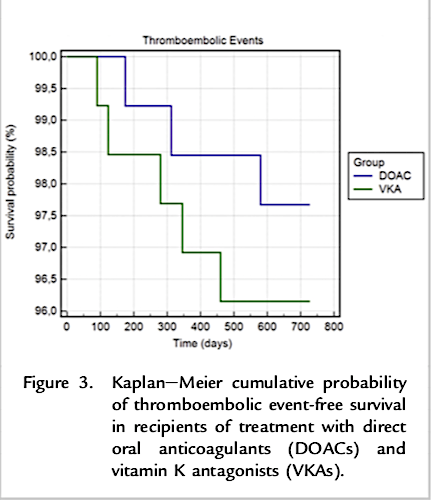 Thromboembolic Events
100,0
99,5
99,0
98,5
98,0
97,5
97,0
96,5
96,0
Survival probability (%)
0 100 200 300 400 500 600 700 800
Time (days)
Group
DOAC
VKA
Figure 3. Kaplan−Meier cumulative probability
of thromboembolic event-free survival
in recipients of treatment with direct
oral anticoagulants (DOACs) and
vitamin K antagonists (VKAs).